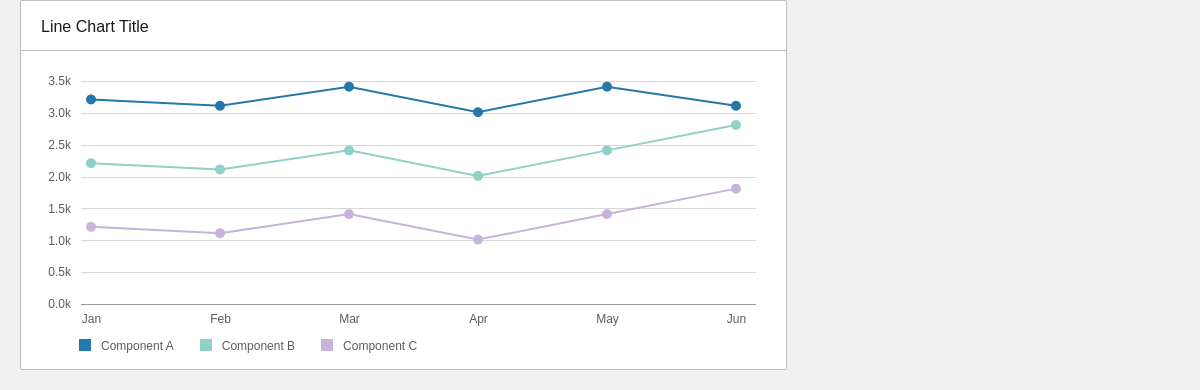 Line Chart Title
3.5k
3.0k
2.5k
2.0k
1.5k
1.0k
0.5k
0.0k
Jan Feb Mar Apr May Jun
Component A Component B Component C